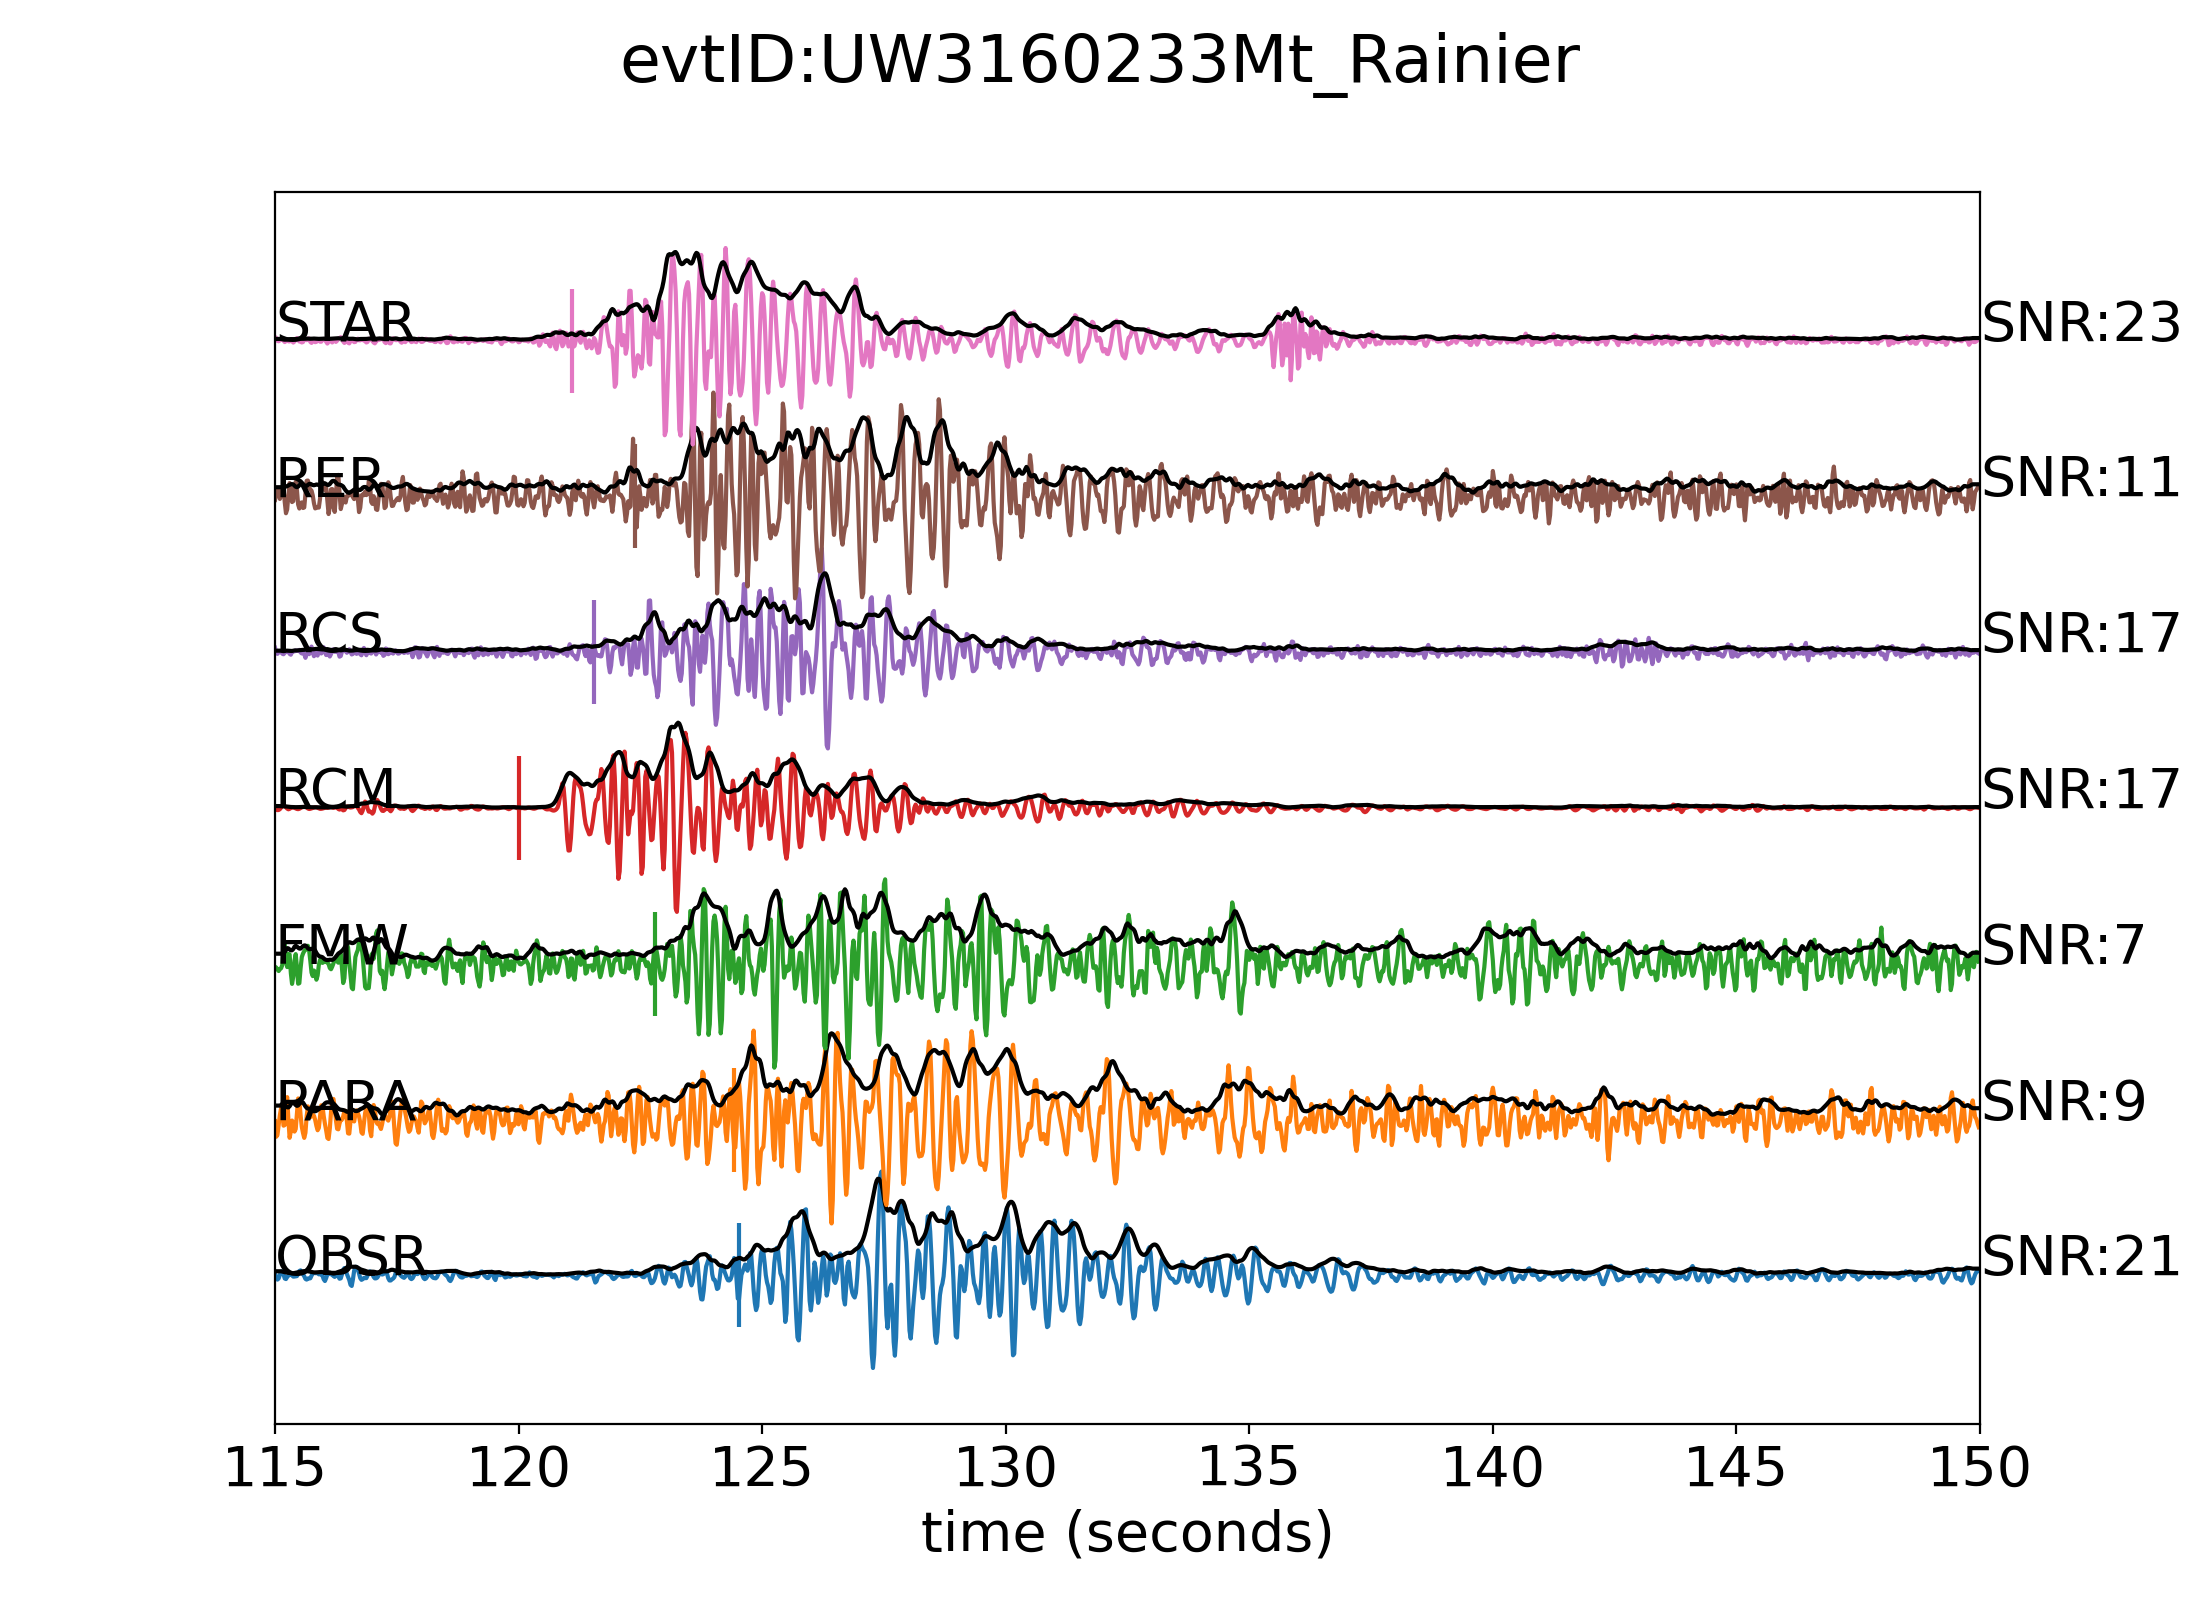 evtID:UW3160233Mt_Rainier
STAR SNR:23
RER SNR:11
RCS SNR:17
RCM SNR:17
FMW SNR:7
PARA SNR:9
OBSR SNR:21
115 120 125 130 135 140 145 150
time (seconds)